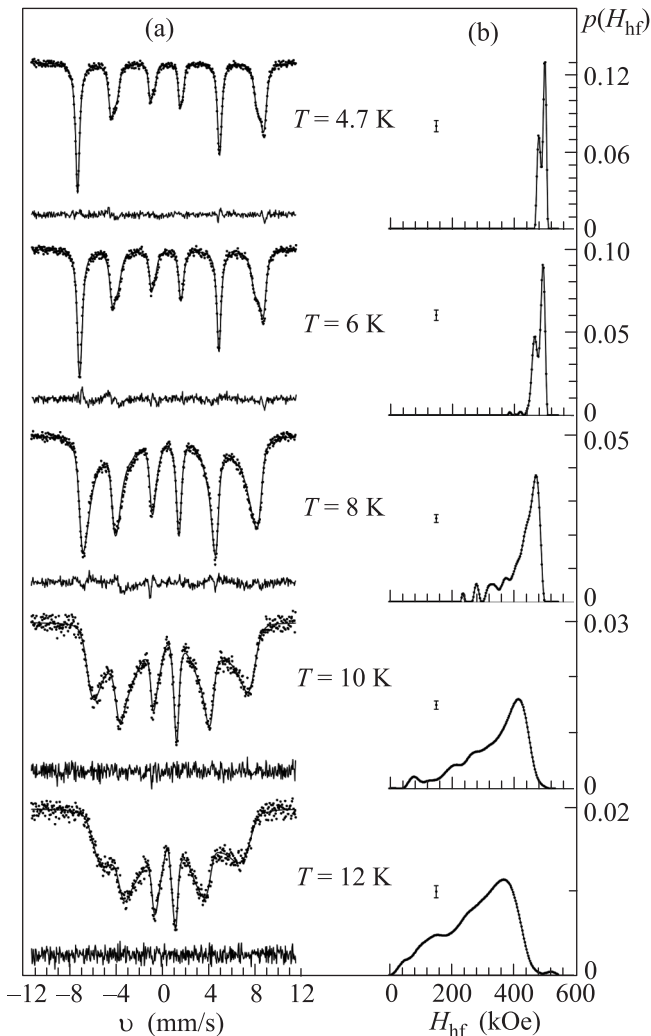 (a) (b) p(H_hf)
T = 4.7 K
0.12
0.06
0
T = 6 K
0.10
0.05
0
T = 8 K
0.05
0
T = 10 K
0.03
0
T = 12 K
0.02
0
−12 −8 −4 0 4 8 12 0 200 400 600
υ (mm/s) H_hf (kOe)